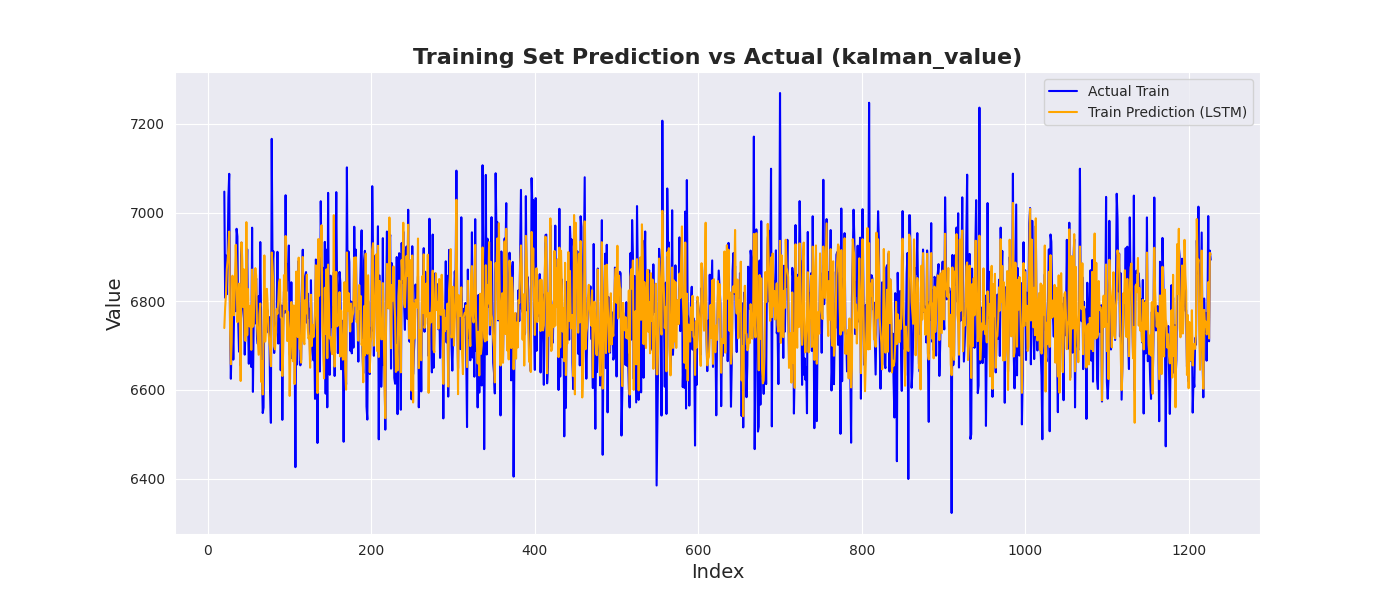 Training Set Prediction vs Actual (kalman_value)
Actual Train
Train Prediction (LSTM)
Value
7200
7000
6800
6600
6400
0 200 400 600 800 1000 1200
Index